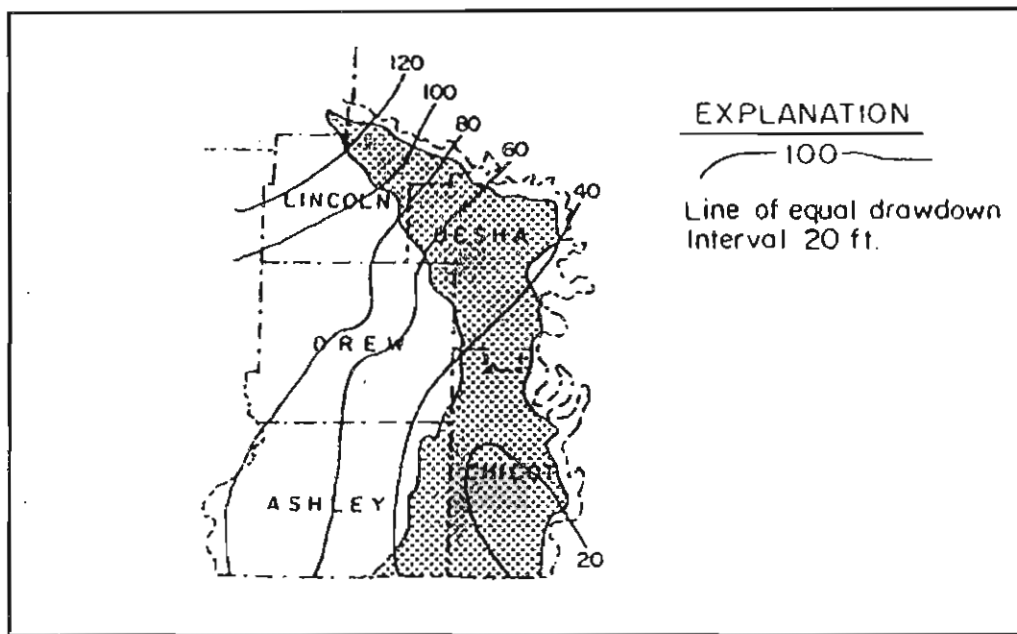 120
100
80
60
40
LINCOLN
DESHA
DREW
ASHLEY
CHICOT
20
EXPLANATION
100
Line of equal drawdown
Interval 20 ft.